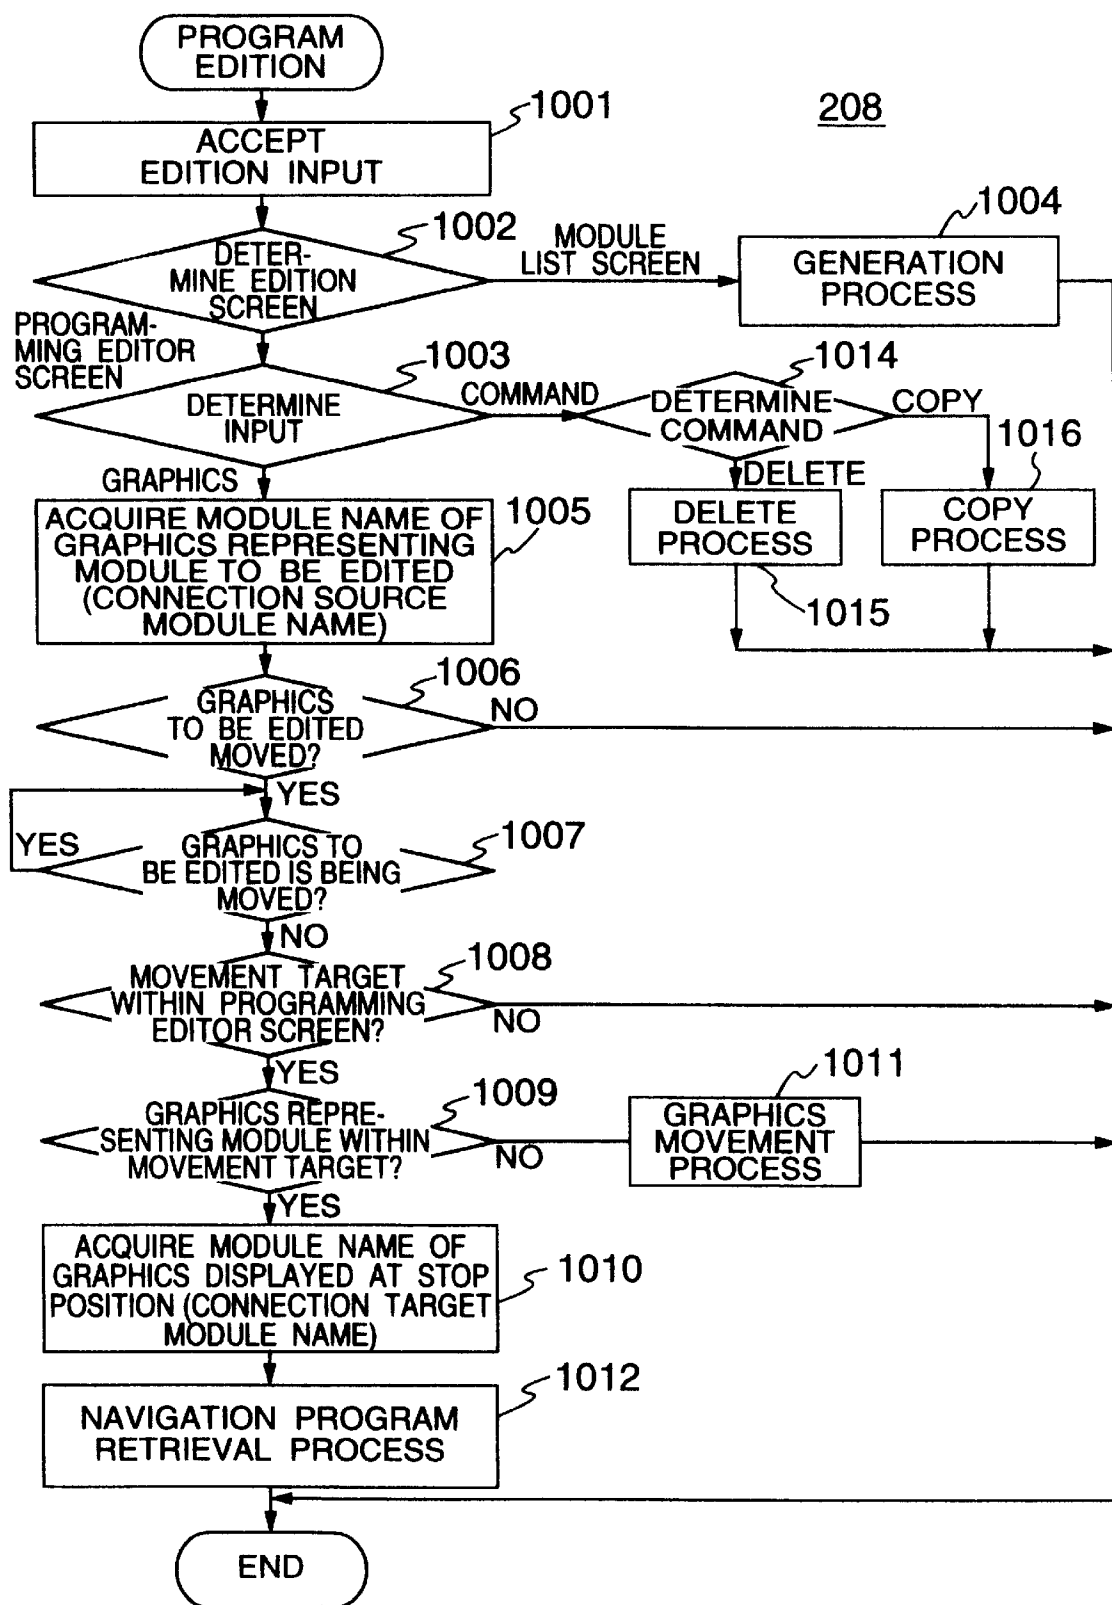 PROGRAM
EDITION
1001
208
ACCEPT
EDITION INPUT
1002
MODULE
LIST SCREEN
1004
DETER-
MINE EDITION
SCREEN
GENERATION
PROCESS
PROGRAM-
MING EDITOR
SCREEN
1003
COMMAND
1014
COPY
DETERMINE
INPUT
DETERMINE
COMMAND
1016
GRAPHICS
DELETE
ACQUIRE MODULE NAME OF
GRAPHICS REPRESENTING
MODULE TO BE EDITED
(CONNECTION SOURCE
MODULE NAME)
1005
DELETE
PROCESS
COPY
PROCESS
1015
1006
GRAPHICS
TO BE EDITED
MOVED?
NO
YES
YES
1007
GRAPHICS TO
BE EDITED IS BEING
MOVED?
NO
1008
MOVEMENT TARGET
WITHIN PROGRAMMING
EDITOR SCREEN?
NO
YES
1009
1011
GRAPHICS REPRE-
SENTING MODULE WITHIN
MOVEMENT TARGET?
NO
GRAPHICS
MOVEMENT
PROCESS
YES
ACQUIRE MODULE NAME OF
GRAPHICS DISPLAYED AT STOP
POSITION (CONNECTION TARGET
MODULE NAME)
1010
1012
NAVIGATION PROGRAM
RETRIEVAL PROCESS
END